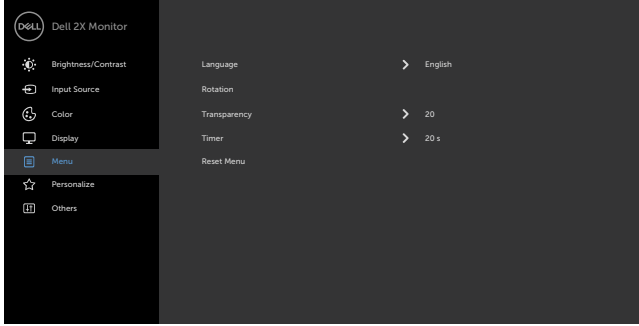 DELL Dell 2X Monitor
Brightness/Contrast Language English
Input Source Rotation
Color Transparency 20
Display Timer 20 s
Menu Reset Menu
Personalize
Others